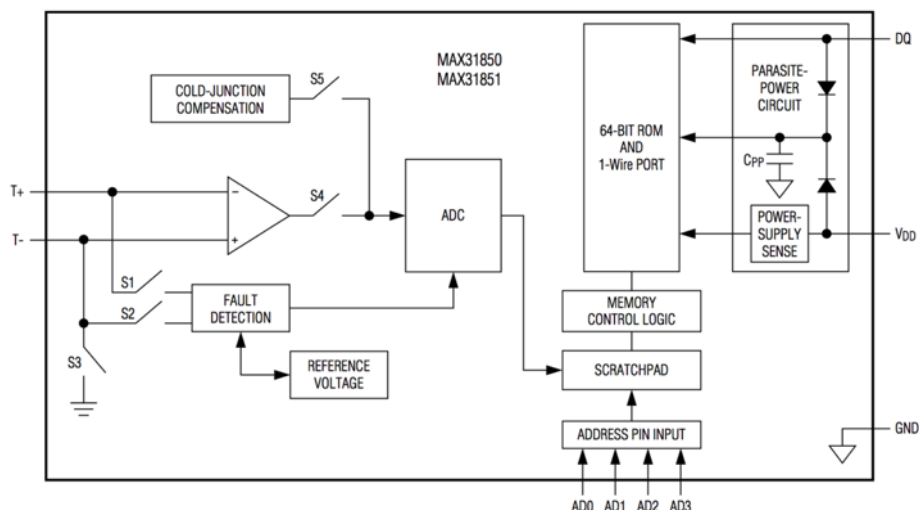 MAX31850
MAX31851
COLD-JUNCTION
COMPENSATION
S5
S4
T+
T-
−
+
ADC
S1
S2
S3
FAULT
DETECTION
REFERENCE
VOLTAGE
64-BIT ROM
AND
1-Wire PORT
MEMORY
CONTROL LOGIC
SCRATCHPAD
ADDRESS PIN INPUT
AD0 AD1 AD2 AD3
PARASITE-
POWER
CIRCUIT
CPP
POWER-
SUPPLY
SENSE
DQ
VDD
GND